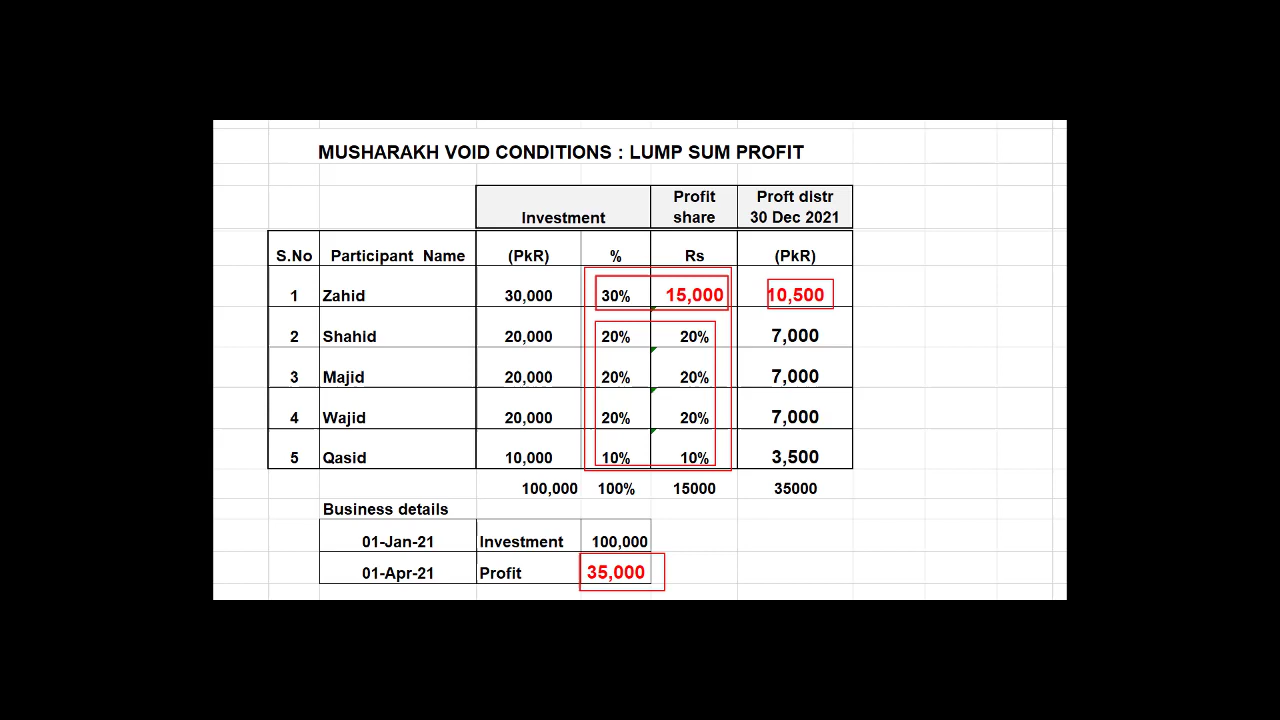 MUSHARAKH VOID CONDITIONS : LUMP SUM PROFIT
Investment Profit share Proft distr 30 Dec 2021
S.No Participant Name (PkR) % Rs (PkR)
1 Zahid 30,000 30% 15,000 10,500
2 Shahid 20,000 20% 20% 7,000
3 Majid 20,000 20% 20% 7,000
4 Wajid 20,000 20% 20% 7,000
5 Qasid 10,000 10% 10% 3,500
100,000 100% 15000 35000
Business details
01-Jan-21 Investment 100,000
01-Apr-21 Profit 35,000